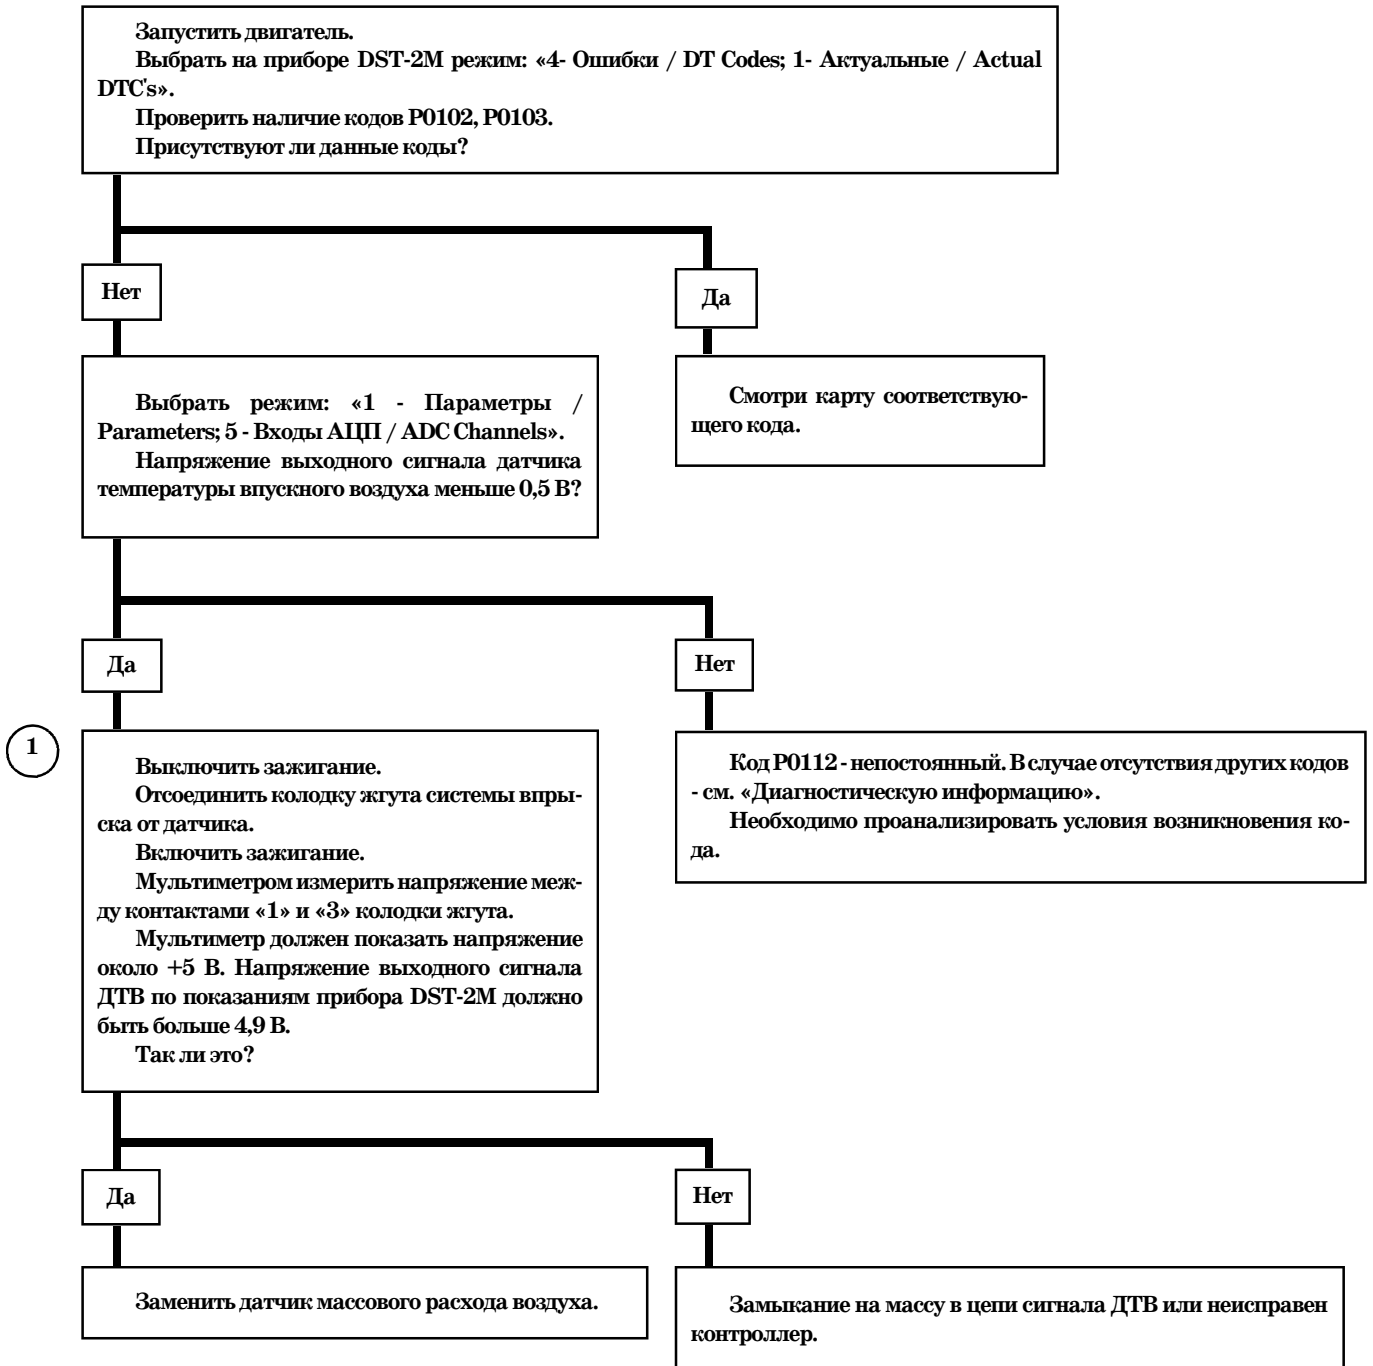 Запустить двигатель.
Выбрать на приборе DST-2M режим: «4- Ошибки / DT Codes; 1- Актуальные / Actual
DTC's».
Проверить наличие кодов P0102, P0103.
Присутствуют ли данные коды?
Нет
Да
Выбрать режим: «1 - Параметры /
Parameters; 5 - Входы АЦП / ADC Channels».
Напряжение выходного сигнала датчика
температуры впускного воздуха меньше 0,5 В?
Смотри карту соответствую-
щего кода.
Да
Нет
1
Выключить зажигание.
Отсоединить колодку жгута системы впры-
ска от датчика.
Включить зажигание.
Мультиметром измерить напряжение меж-
ду контактами «1» и «3» колодки жгута.
Мультиметр должен показать напряжение
около +5 В. Напряжение выходного сигнала
ДТВ по показаниям прибора DST-2M должно
быть больше 4,9 В.
Так ли это?
Код P0112 - непостоянный. В случае отсутствия других кодов
- см. «Диагностическую информацию».
Необходимо проанализировать условия возникновения ко-
да.
Да
Нет
Заменить датчик массового расхода воздуха.
Замыкание на массу в цепи сигнала ДТВ или неисправен
контроллер.